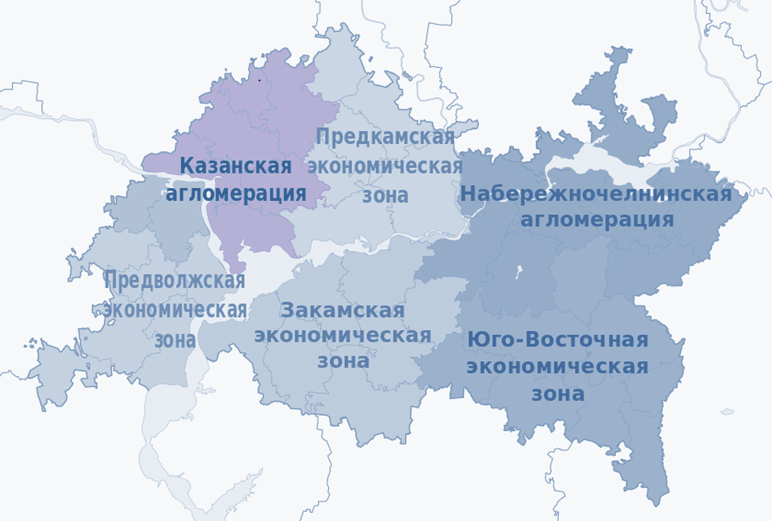 Предкамская
экономическая
зона
Казанская
агломерация
Набережночелнинская
агломерация
Предволжская
экономическая
зона
Закамская
экономическая
зона
Юго-Восточная
экономическая
зона